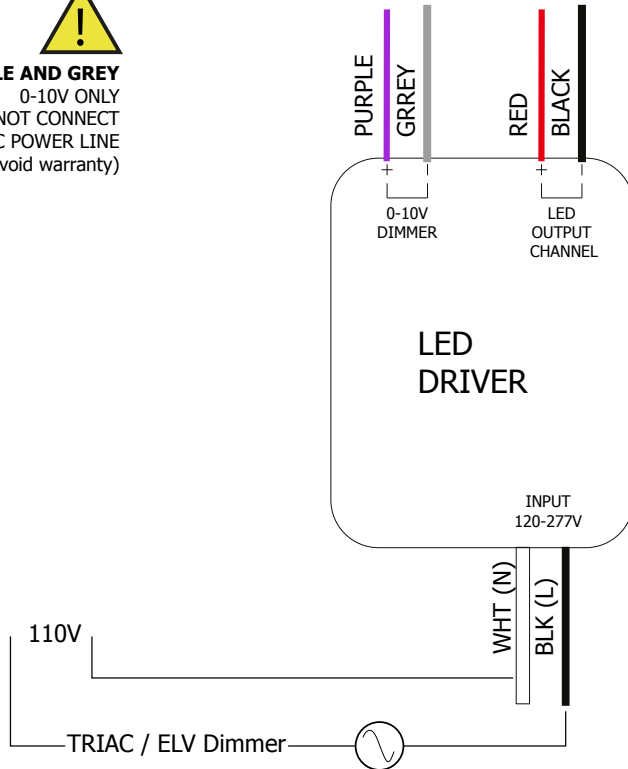 LE AND GREY
0-10V ONLY
NOT CONNECT
C POWER LINE
void warranty)
PURPLE
GRREY
RED
BLACK
+
-
+
-
0-10V
DIMMER
LED
OUTPUT
CHANNEL
LED
DRIVER
INPUT
120-277V
WHT (N)
BLK (L)
110V
TRIAC / ELV Dimmer